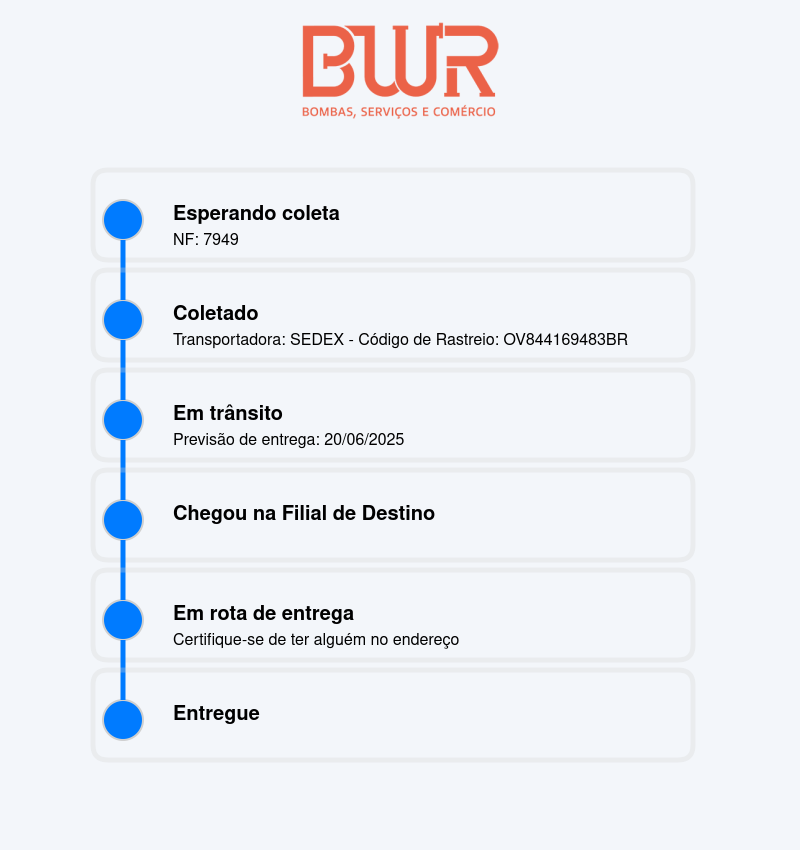 BWR
BOMBAS, SERVIÇOS E COMÉRCIO
Esperando coleta
NF: 7949
Coletado
Transportadora: SEDEX - Código de Rastreio: OV844169483BR
Em trânsito
Previsão de entrega: 20/06/2025
Chegou na Filial de Destino
Em rota de entrega
Certifique-se de ter alguém no endereço
Entregue